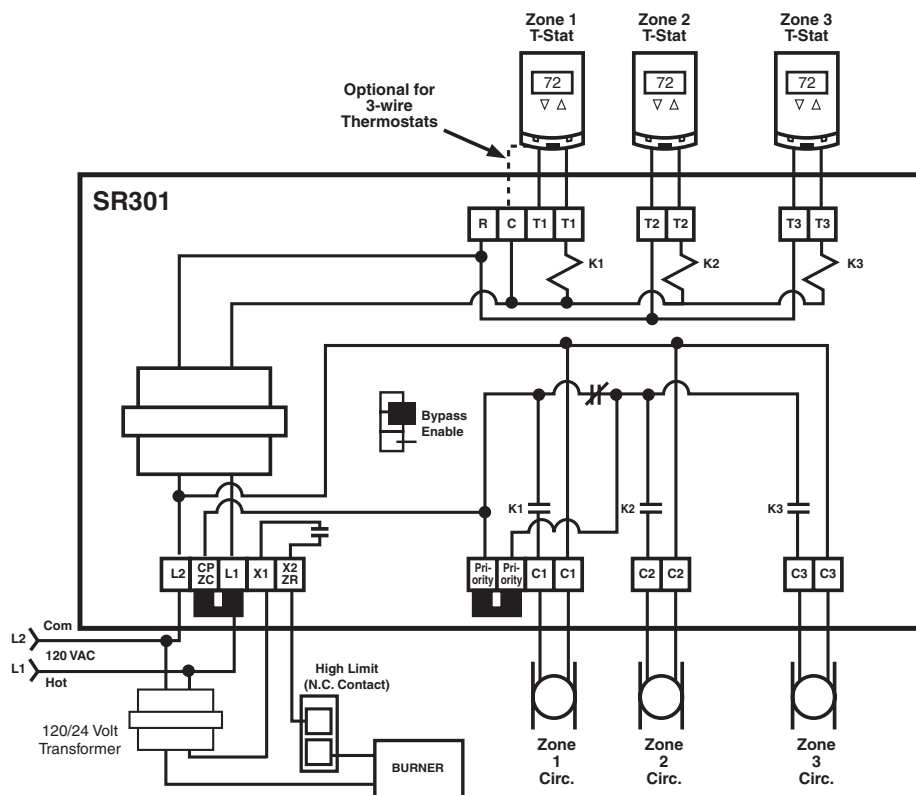 Zone 1
T-Stat
Zone 2
T-Stat
Zone 3
T-Stat
72
72
72
Optional for
3-wire
Thermostats
SR301
R
C
T1
T1
T2
T2
T3
T3
K1
K2
K3
Bypass
Enable
K1
K2
K3
L2
CP
ZC
L1
X1
X2
ZR
Pri-
ority
Pri-
ority
C1
C1
C2
C2
C3
C3
L2
Com
120 VAC
L1
Hot
High Limit
(N.C. Contact)
120/24 Volt
Transformer
BURNER
Zone
1
Circ.
Zone
2
Circ.
Zone
3
Circ.